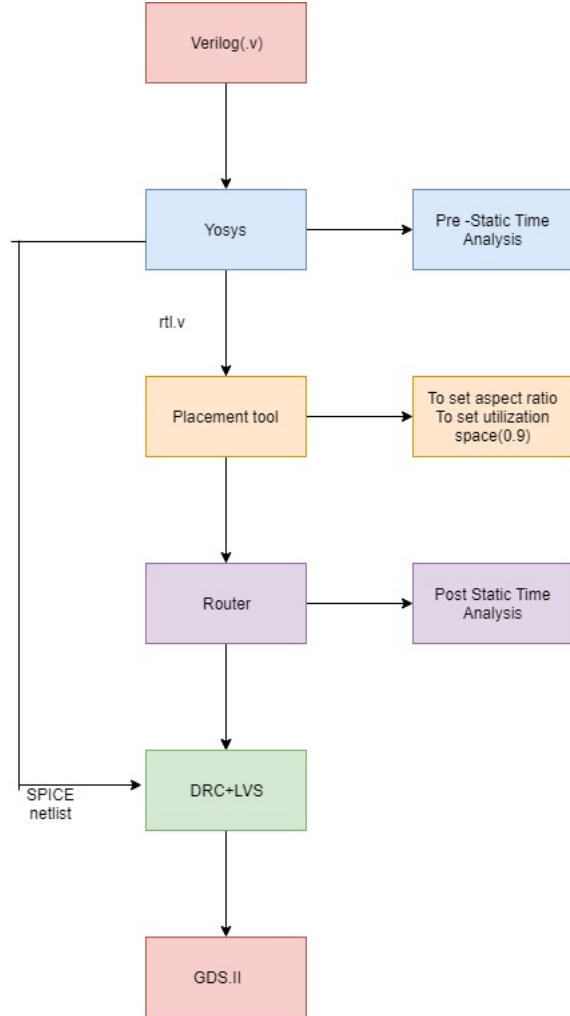 Verilog(.v)
Yosys
Pre -Static Time
Analysis
rtl.v
Placement tool
To set aspect ratio
To set utilization
space(0.9)
Router
Post Static Time
Analysis
SPICE
netlist
DRC+LVS
GDS.II